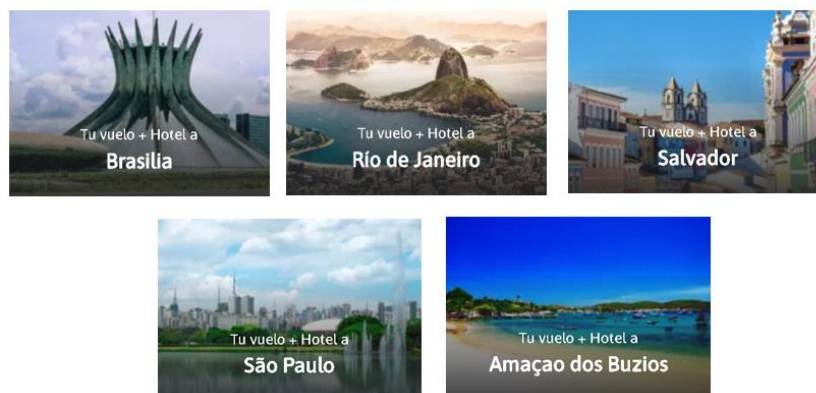 Tu vuelo + Hotel a
Brasilia
Tu vuelo + Hotel a
Río de Janeiro
Tu vuelo + Hotel a
Salvador
Tu vuelo + Hotel a
São Paulo
Tu vuelo + Hotel a
Amaçao dos Buzios